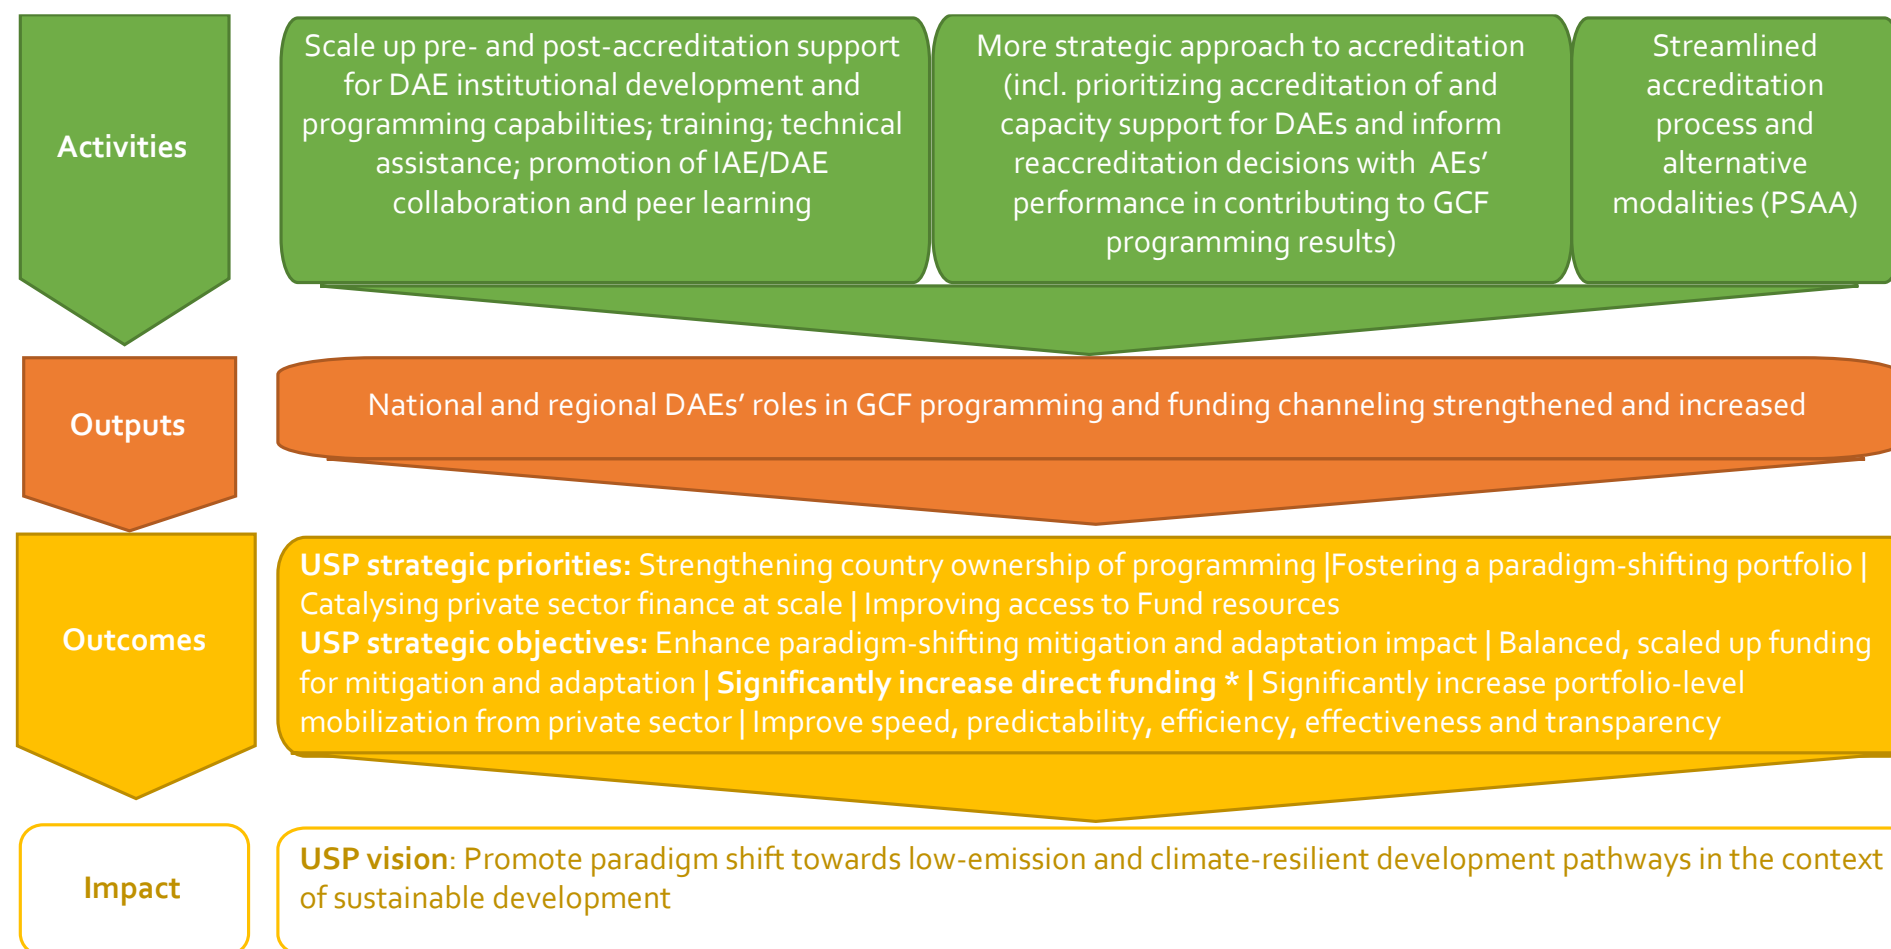 Activities
Scale up pre- and post-accreditation support
for DAE institutional development and
programming capabilities; training; technical
assistance; promotion of IAE/DAE
collaboration and peer learning
More strategic approach to accreditation
(incl. prioritizing accreditation of and
capacity support for DAEs and inform
reaccreditation decisions with AEs’
performance in contributing to GCF
programming results)
Streamlined
accreditation
process and
alternative
modalities (PSAA)
Outputs
National and regional DAEs’ roles in GCF programming and funding channeling strengthened and increased
Outcomes
USP strategic priorities: Strengthening country ownership of programming |Fostering a paradigm-shifting portfolio |
Catalysing private sector finance at scale | Improving access to Fund resources
USP strategic objectives: Enhance paradigm-shifting mitigation and adaptation impact | Balanced, scaled up funding
for mitigation and adaptation | Significantly increase direct funding * | Significantly increase portfolio-level
mobilization from private sector | Improve speed, predictability, efficiency, effectiveness and transparency
Impact
USP vision: Promote paradigm shift towards low-emission and climate-resilient development pathways in the context
of sustainable development